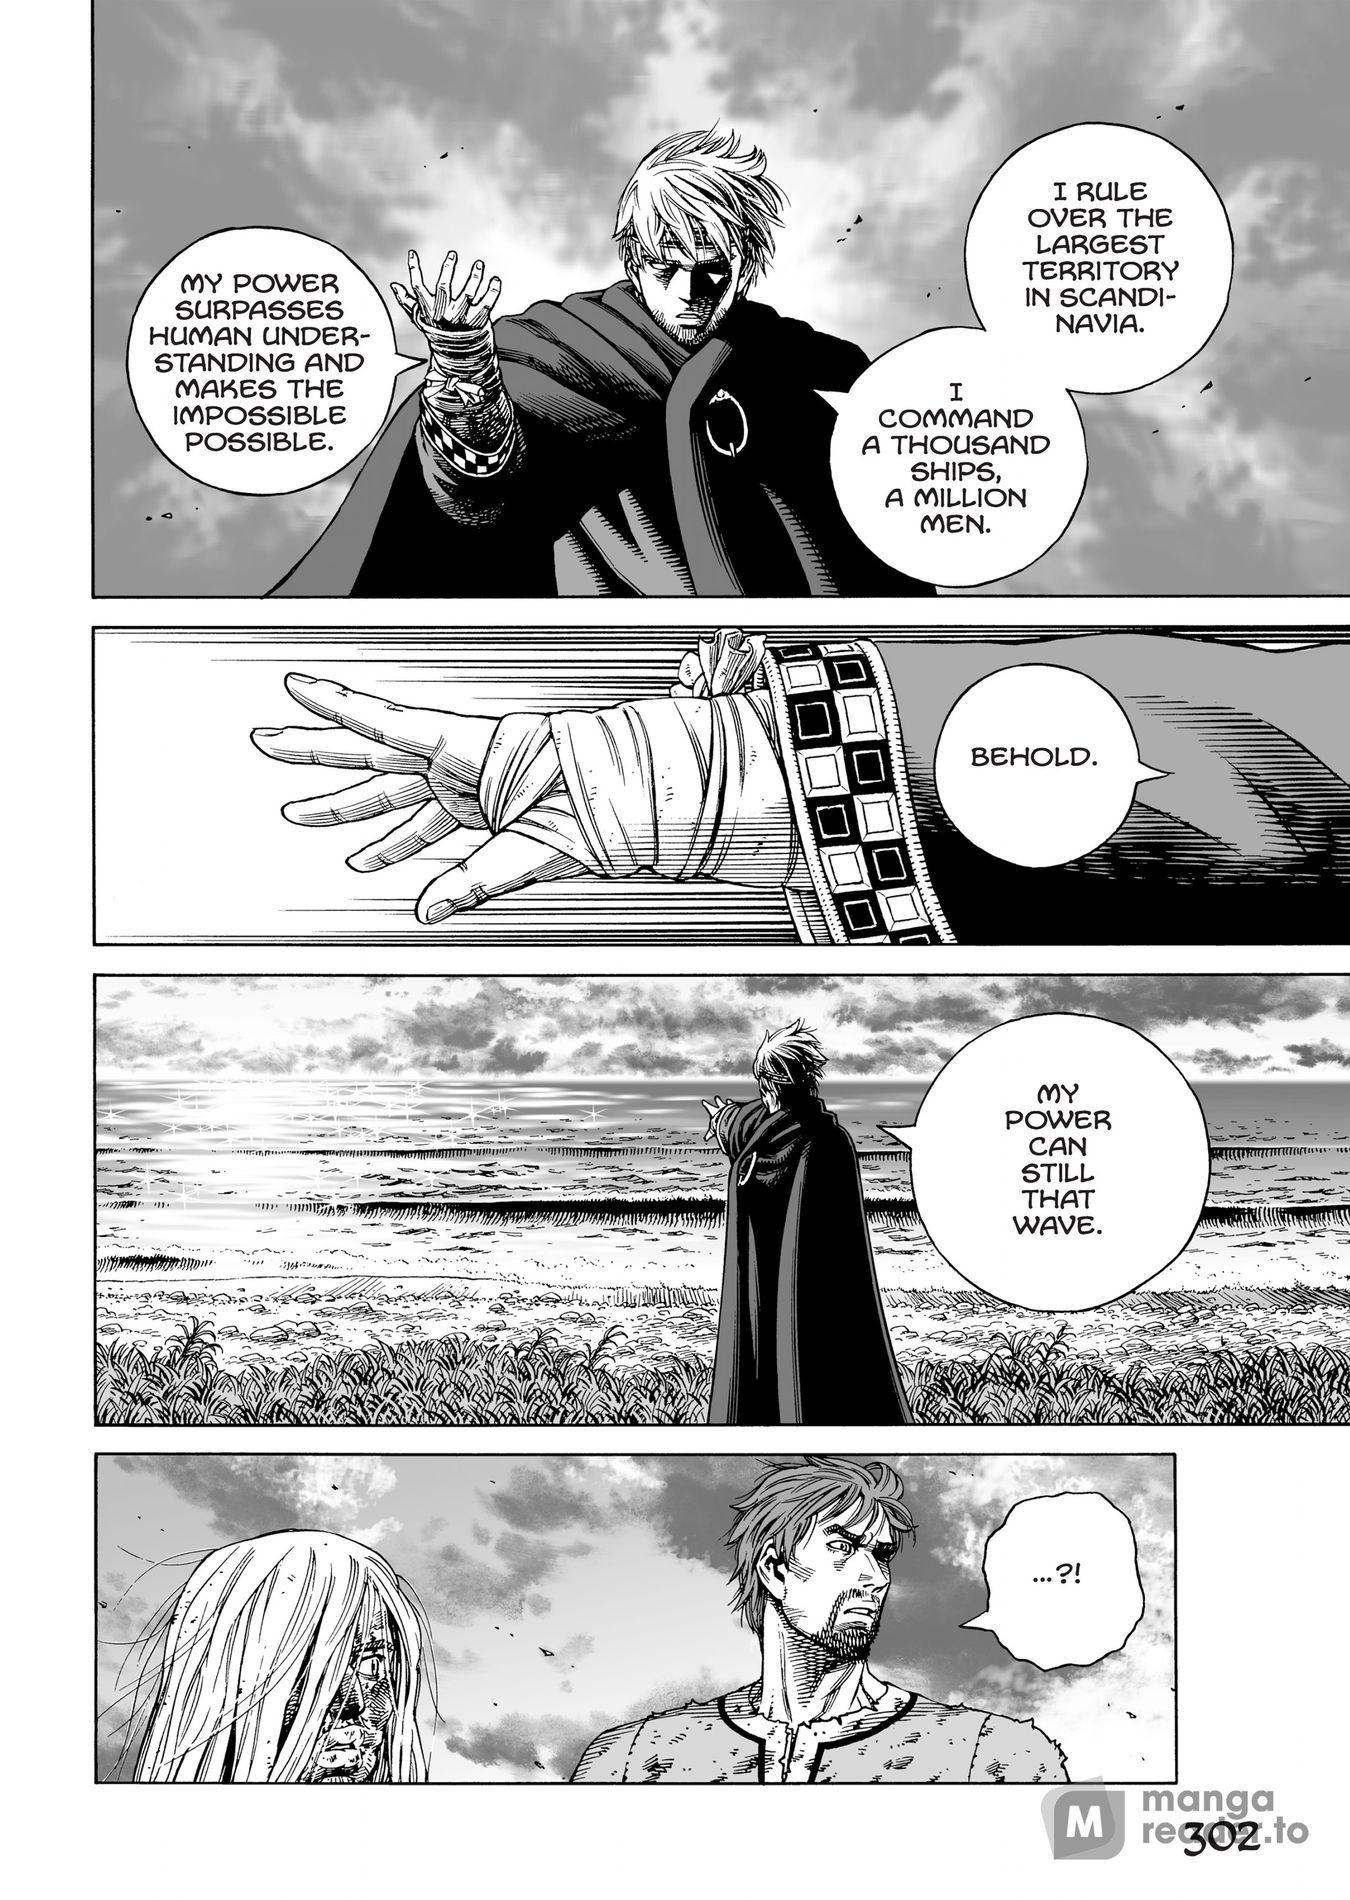 I RULE
OVER THE
LARGEST
TERRITORY
IN SCANDI-
NAVIA.
I
COMMAND
A THOUSAND
SHIPS,
A MILLION
MEN.
MY POWER
SURPASSES
HUMAN UNDER-
STANDING AND
MAKES THE
IMPOSSIBLE
POSSIBLE.
BEHOLD.
MY
POWER
CAN
STILL
THAT
WAVE.
...?!
M
manga
reader.to
302